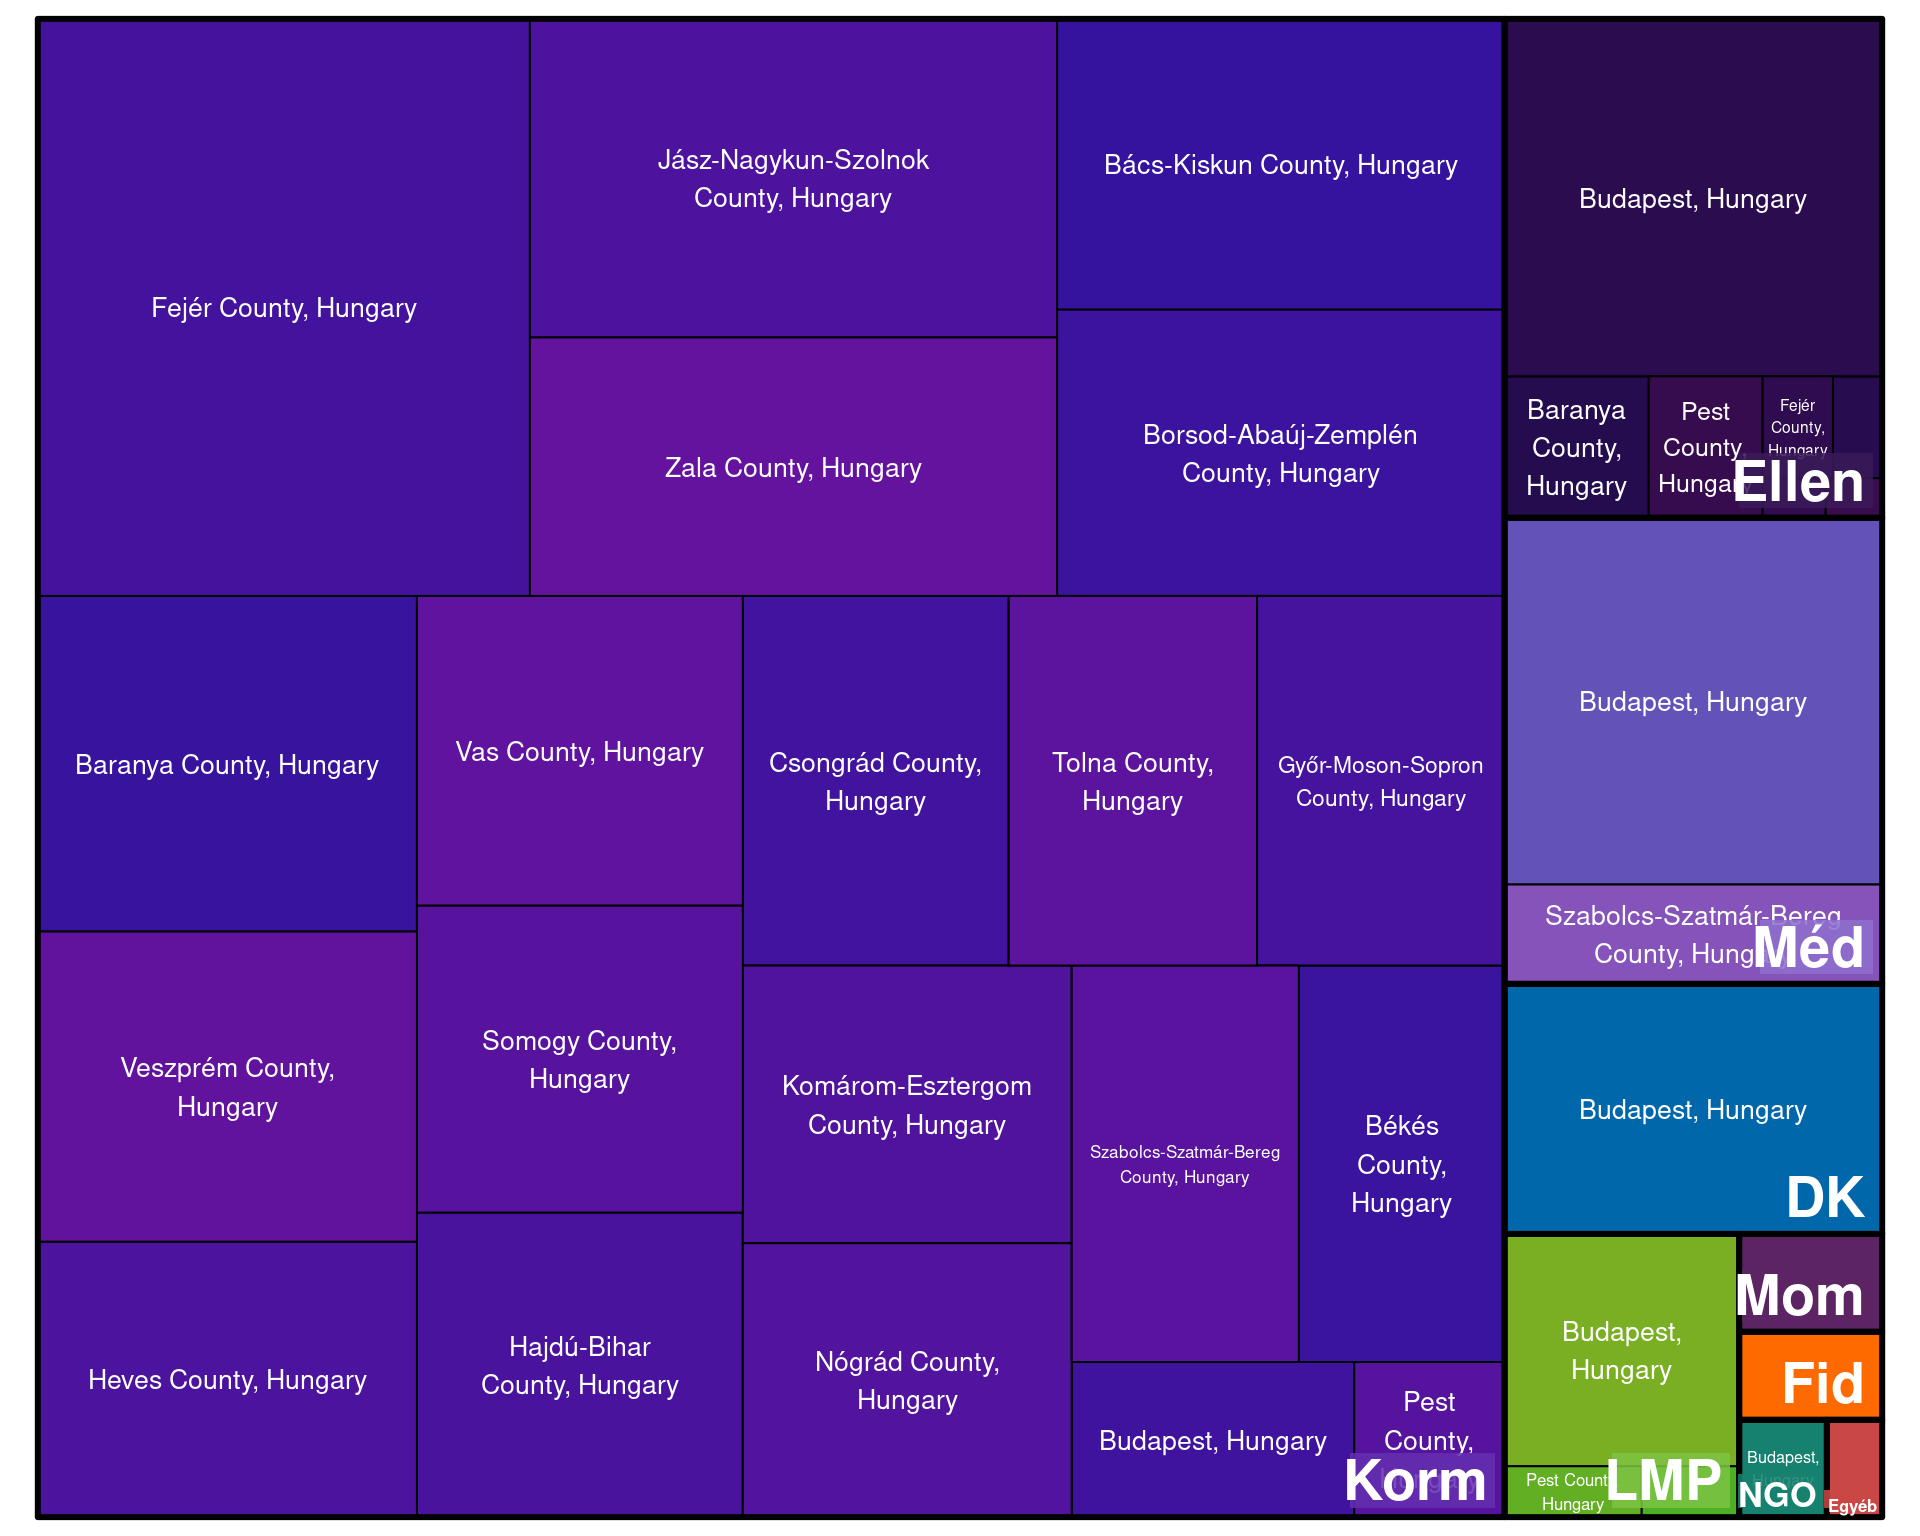 Fejér County, Hungary
Jász-Nagykun-Szolnok
County, Hungary
Zala County, Hungary
Bács-Kiskun County, Hungary
Borsod-Abaúj-Zemplén
County, Hungary
Baranya County, Hungary
Vas County, Hungary
Csongrád County,
Hungary
Tolna County,
Hungary
Győr-Moson-Sopron
County, Hungary
Veszprém County,
Hungary
Somogy County,
Hungary
Komárom-Esztergom
County, Hungary
Szabolcs-Szatmár-Bereg
County, Hungary
Békés
County,
Hungary
Heves County, Hungary
Hajdú-Bihar
County, Hungary
Nógrád County,
Hungary
Budapest, Hungary
Pest
County,
Korm
Budapest, Hungary
Baranya
County,
Hungary
Pest
County,
Hungary
Fejér
County,
Hungary
Ellen
Budapest, Hungary
Szabolcs-Szatmár-Bereg
County,
Méd
Budapest, Hungary
DK
Budapest,
Hungary
Pest
Hungary
LMP
Mom
Fid
Budapest,
NGO
Egyéb